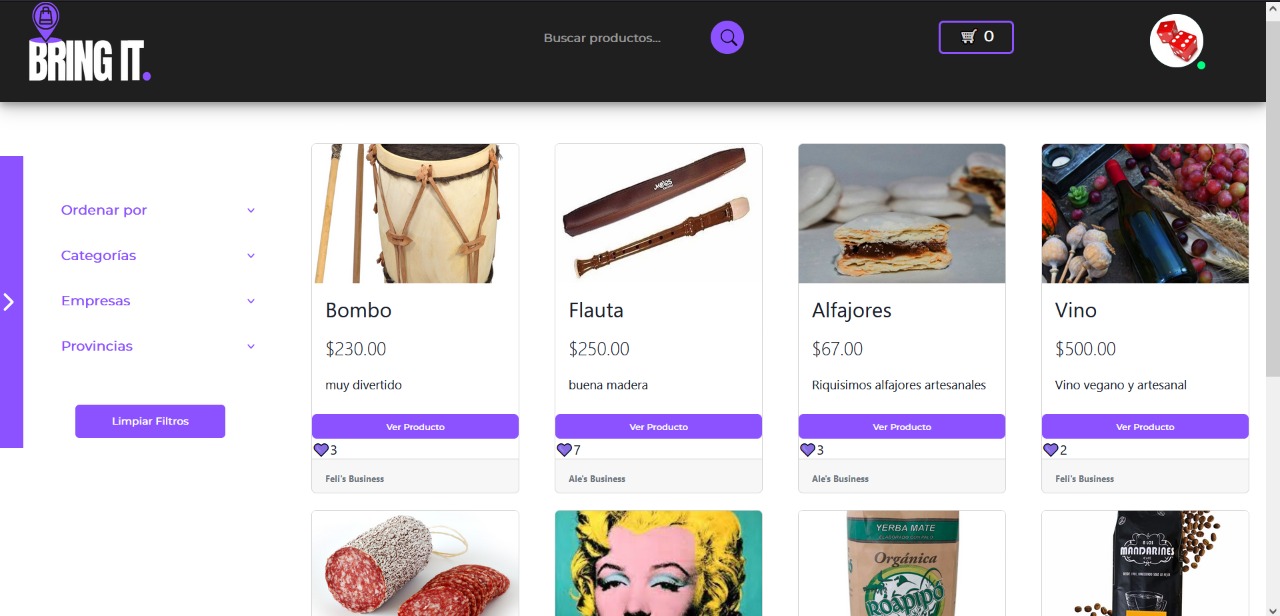 BRING IT.
Buscar productos...
0
Ordenar por
Categorías
Empresas
Provincias
Limpiar Filtros
Bombo
$230.00
muy divertido
Ver Producto
3
Feli's Business
Flauta
$250.00
buena madera
Ver Producto
7
Ale's Business
Alfajores
$67.00
Riquisimos alfajores artesanales
Ver Producto
3
Ale's Business
Vino
$500.00
Vino vegano y artesanal
Ver Producto
2
Feli's Business
YERBA MATE
Orgánica
ROAPIPÓ
A LOS
MANDARINES